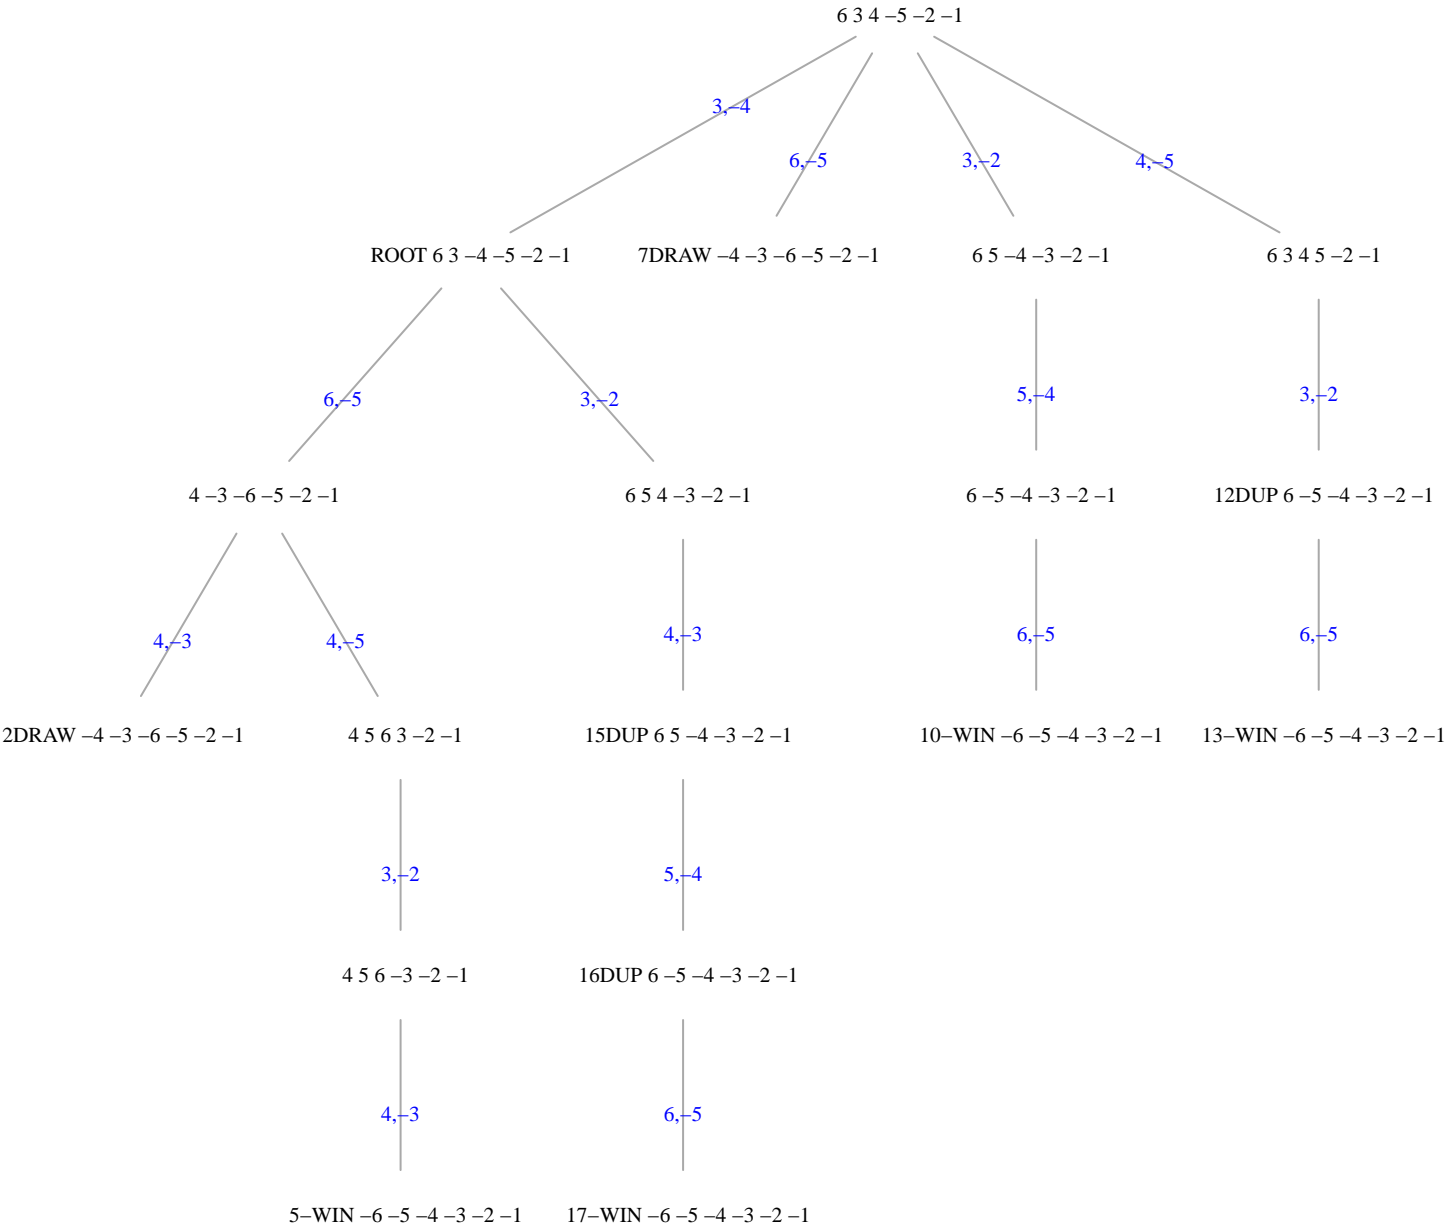 6 3 4 –5 –2 –1
3,–4
6,–5
3,–2
4,–5
ROOT 6 3 –4 –5 –2 –1
7DRAW –4 –3 –6 –5 –2 –1
6 5 –4 –3 –2 –1
6 3 4 5 –2 –1
6,–5
3,–2
5,–4
3,–2
4 –3 –6 –5 –2 –1
6 5 4 –3 –2 –1
6 –5 –4 –3 –2 –1
12DUP 6 –5 –4 –3 –2 –1
4,–3
4,–5
4,–3
6,–5
6,–5
2DRAW –4 –3 –6 –5 –2 –1
4 5 6 3 –2 –1
15DUP 6 5 –4 –3 –2 –1
10–WIN –6 –5 –4 –3 –2 –1
13–WIN –6 –5 –4 –3 –2 –1
3,–2
5,–4
4 5 6 –3 –2 –1
16DUP 6 –5 –4 –3 –2 –1
4,–3
6,–5
5–WIN –6 –5 –4 –3 –2 –1
17–WIN –6 –5 –4 –3 –2 –1